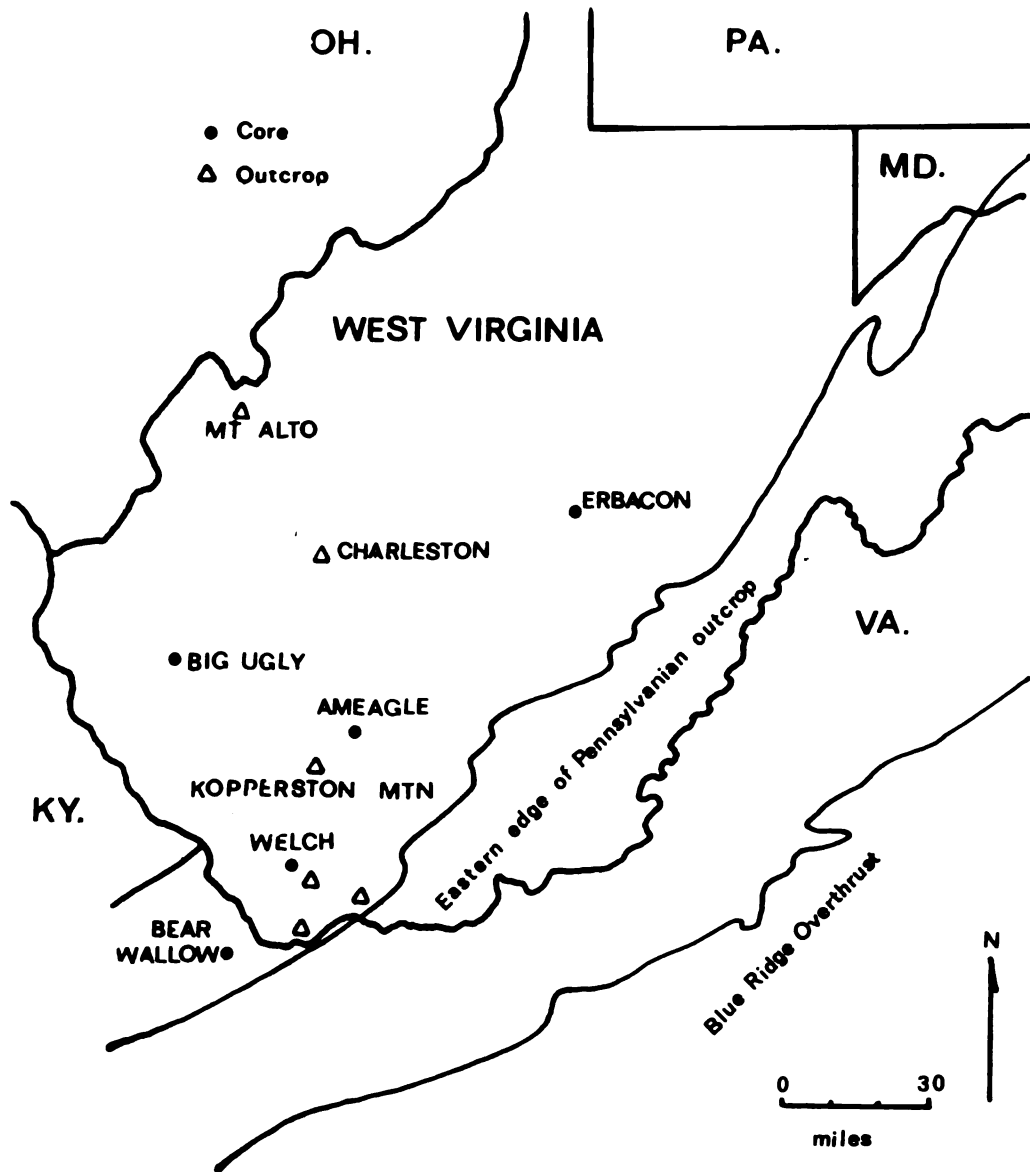 OH.
PA.
Core
Outcrop
MD.
WEST VIRGINIA
MT ALTO
ERBACON
CHARLESTON
VA.
BIG UGLY
AMEAGLE
KOPPERSTON MTN
KY.
WELCH
Eastern edge of Pennsylvanian outcrop
BEAR
WALLOW
Blue Ridge Overthrust
N
0 30
miles